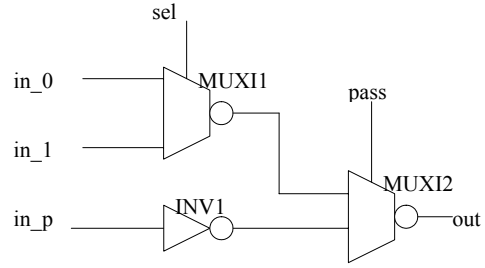 sel
in_0
MUXI1
pass
in_1
MUXI2
INV1
in_p
out